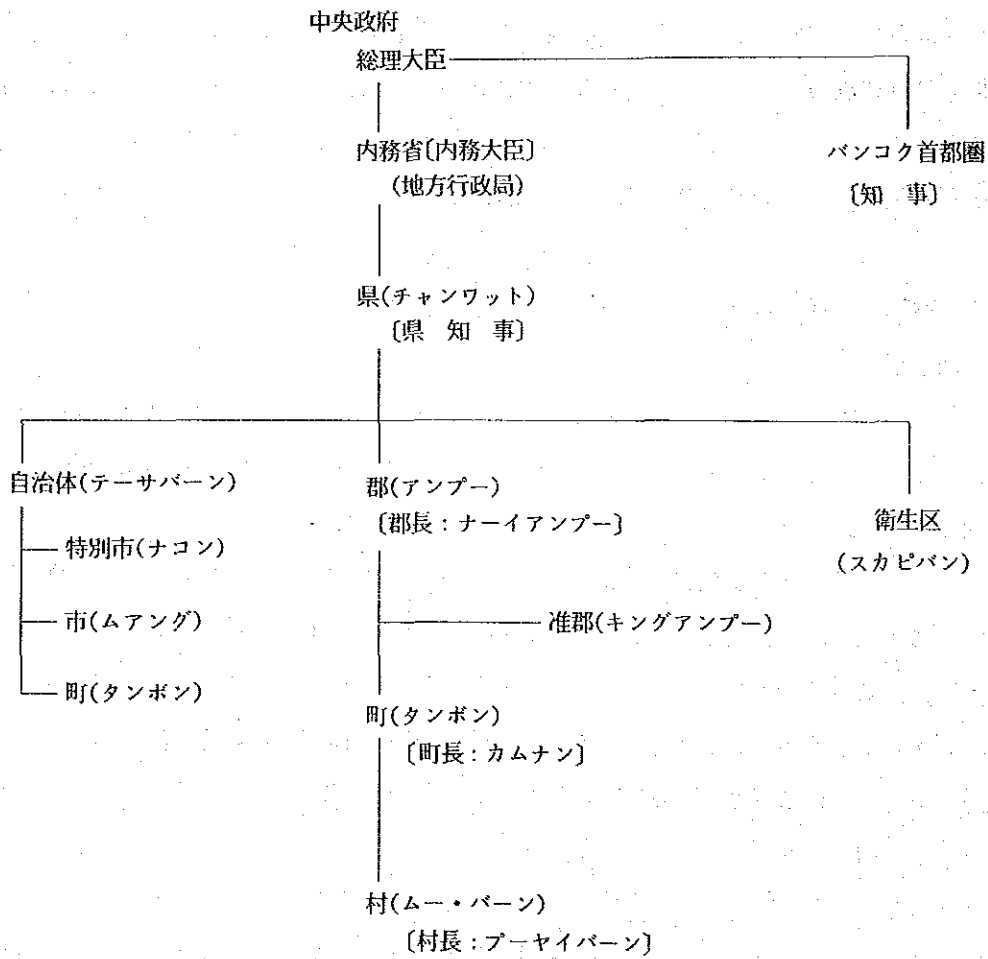 中央政府
総理大臣
内務省〔内務大臣〕
(地方行政局)
バンコク首都圏
〔知 事〕
県(チャンワット)
〔県 知 事〕
自治体(テーサバーン)
特別市(ナコン)
市(ムアング)
町(タンボン)
郡(アンプー)
〔郡長:ナーイアンプー〕
衛生区
(スカピバン)
准郡(キングアンプー)
町(タンボン)
〔町長:カムナン〕
村(ムー・バーン)
〔村長:プーヤイバーン〕